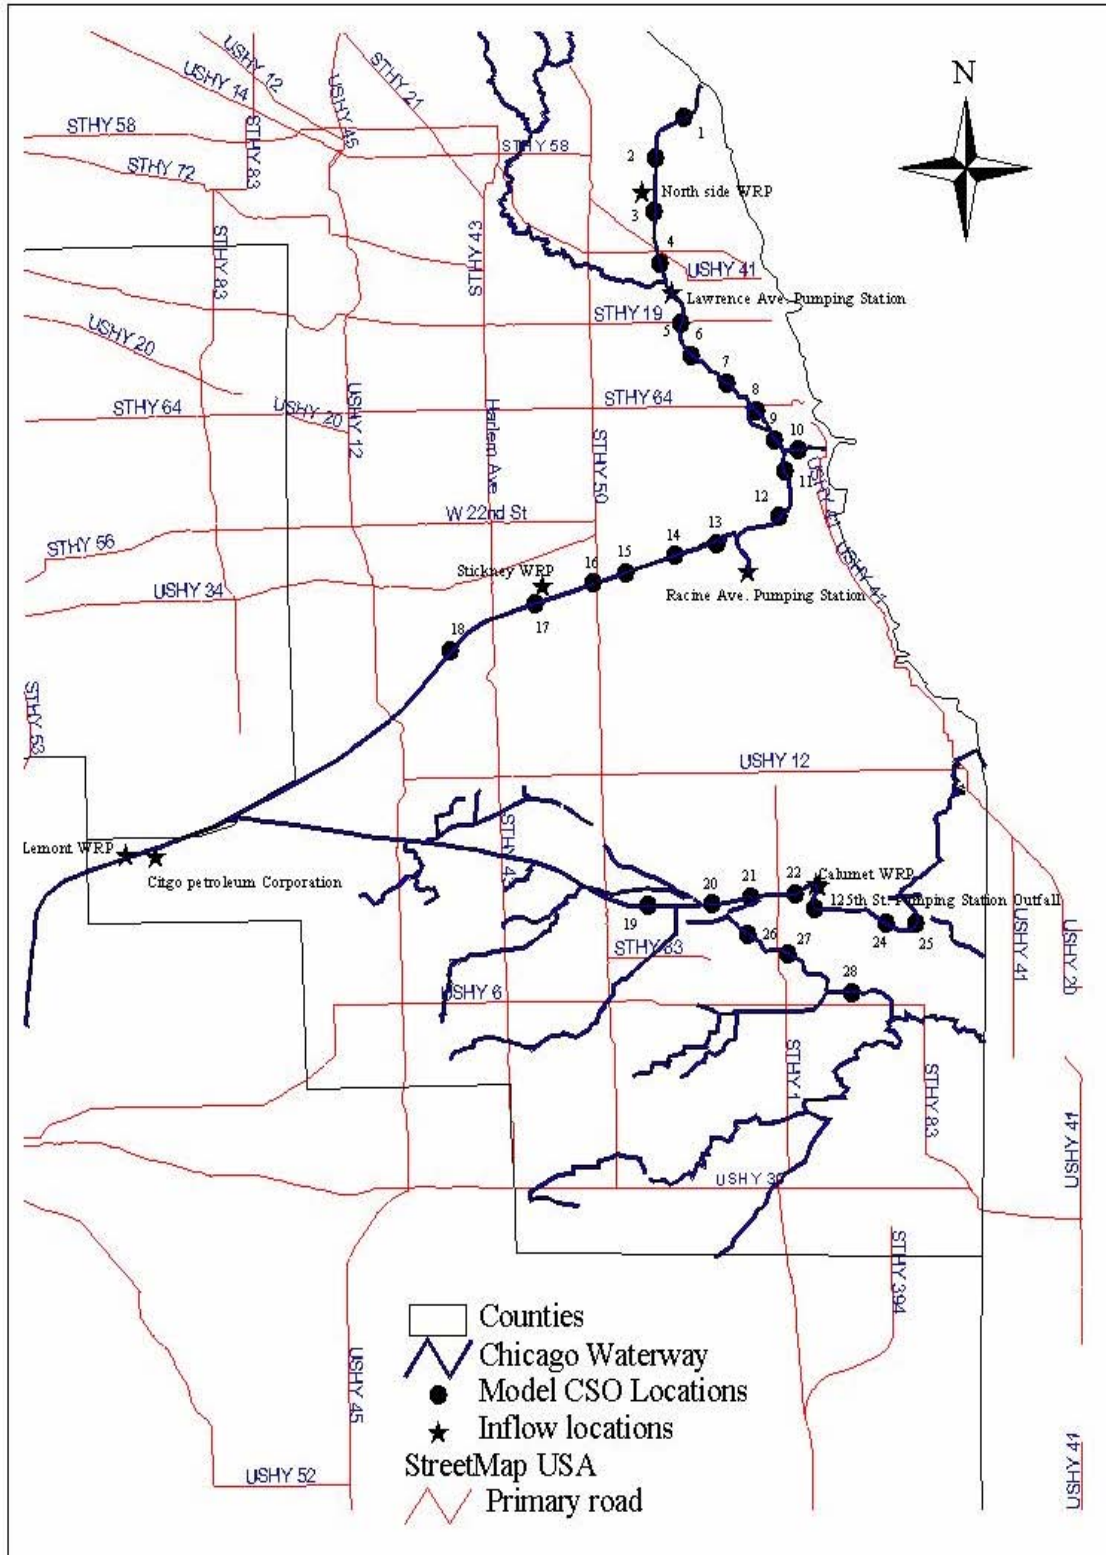 N
USHY 12
USHY 14
USHY 45
STHY 21
STHY 58
STHY 83
STHY 58
STHY 72
1
2
North side WRP
3
STHY 43
STHY 83
4
USHY 41
Lawrence Ave. Pumping Station
STHY 19
5
6
USHY 20
7
STHY 64
USHY 20
USHY 12
Harlem Ave
STHY 64
8
9
10
STHY 50
11
USHY 41
12
W 22nd St
STHY 56
13
14
15
16
USHY 41
Stickney WRP
USHY 34
17
Racine Ave. Pumping Station
18
STHY 53
USHY 12
STHY 43
Lemont WRP
Citgo petroleum Corporation
19
20
21
22
Calumet WRP
125th St. Pumping Station Outfall
24
25
26
27
STHY 83
28
USHY 41
USHY 20
USHY 6
STHY 1
STHY 83
USHY 41
USHY 30
STHY 394
Counties
Chicago Waterway
Model CSO Locations
Inflow locations
StreetMap USA
Primary road
USHY 45
USHY 52
USHY 41